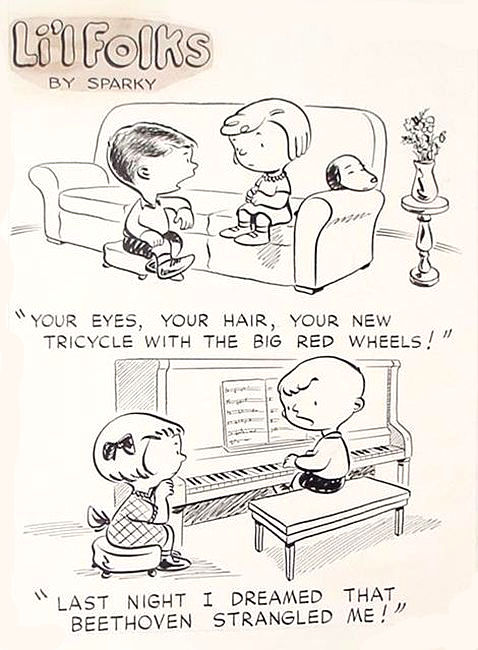 Li'l Folks
BY SPARKY
"YOUR EYES, YOUR HAIR, YOUR NEW
TRICYCLE WITH THE BIG RED WHEELS!"
"LAST NIGHT I DREAMED THAT
BEETHOVEN STRANGLED ME!"